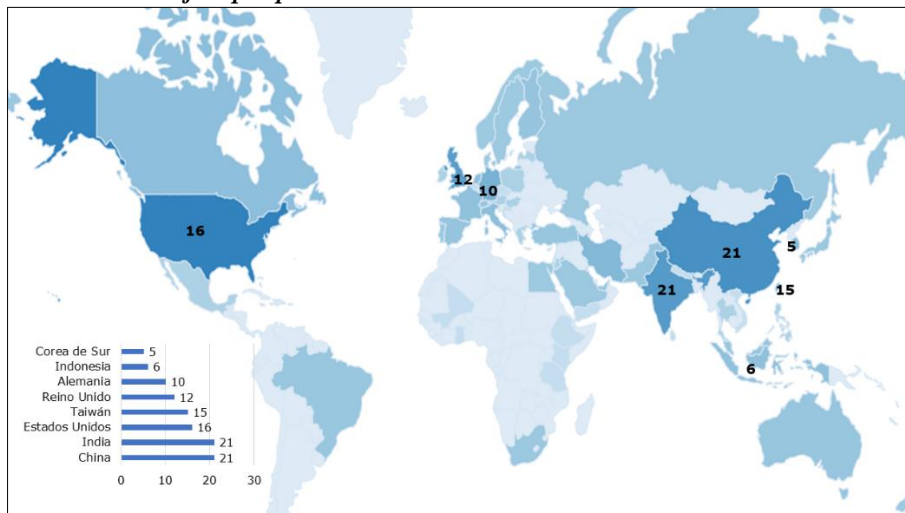 12
10
16
21
5
21
15
6
Corea de Sur 5
Indonesia 6
Alemania 10
Reino Unido 12
Taiwán 15
Estados Unidos 16
India 21
China 21
0 10 20 30